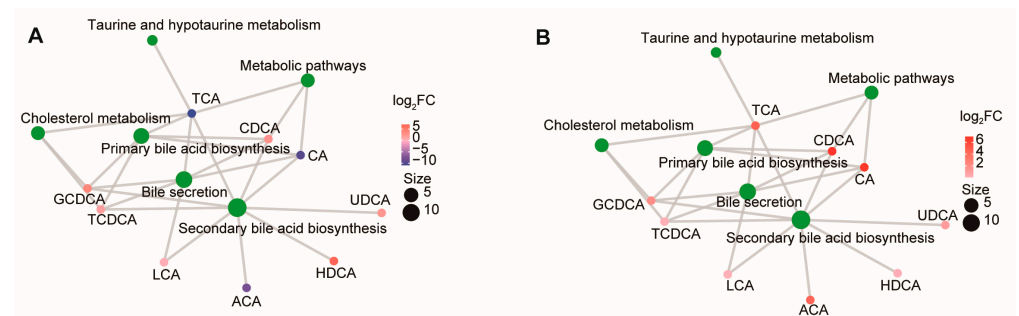 A
Taurine and hypotaurine metabolism
Metabolic pathways
TCA
Cholesterol metabolism
CDCA
Primary bile acid biosynthesis
CA
GCDCA
Bile secretion
TCDCA
UDCA
Secondary bile acid biosynthesis
LCA
HDCA
ACA
log2FC
5
0
−5
−10
Size
5
10
B
Taurine and hypotaurine metabolism
Metabolic pathways
TCA
Cholesterol metabolism
CDCA
Primary bile acid biosynthesis
CA
GCDCA
Bile secretion
TCDCA
UDCA
Secondary bile acid biosynthesis
LCA
HDCA
ACA
log2FC
6
4
2
Size
5
10